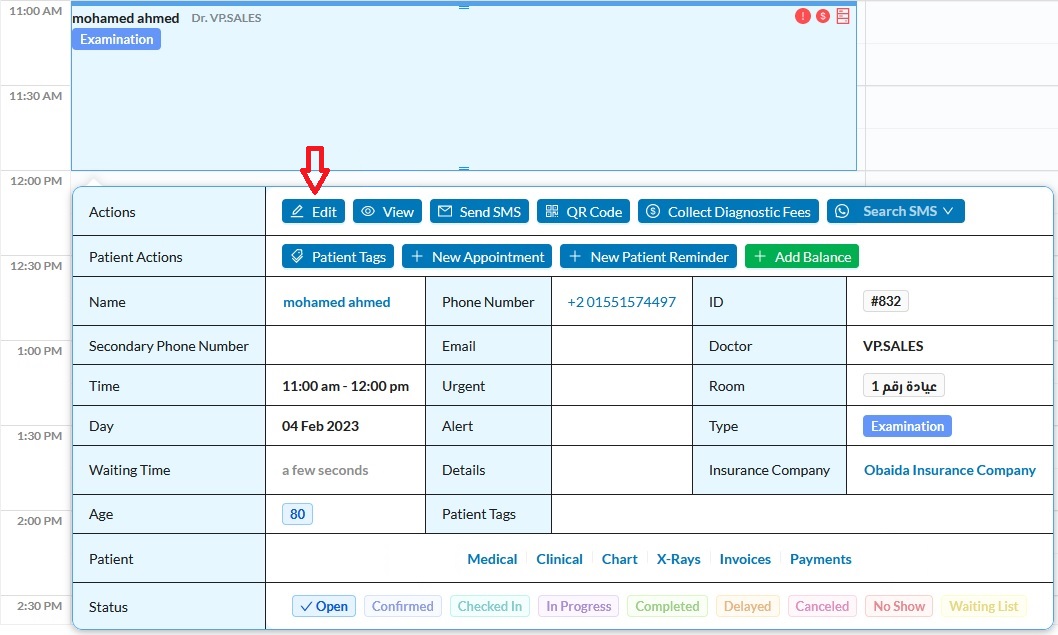 11:00 AM
mohamed ahmed Dr. VP.SALES
Examination
11:30 AM
12:00 PM
Actions Edit View Send SMS QR Code Collect Diagnostic Fees Search SMS
Patient Actions Patient Tags + New Appointment + New Patient Reminder + Add Balance
12:30 PM
Name mohamed ahmed Phone Number +2 01551574497 ID #832
Secondary Phone Number Email Doctor VP.SALES
1:00 PM
Time 11:00 am - 12:00 pm Urgent Room عيادة رقم 1
Day 04 Feb 2023 Alert Type Examination
1:30 PM
Waiting Time a few seconds Details Insurance Company Obaida Insurance Company
Age 80 Patient Tags
2:00 PM
Patient Medical Clinical Chart X-Rays Invoices Payments
2:30 PM
Status Open Confirmed Checked In In Progress Completed Delayed Canceled No Show Waiting List